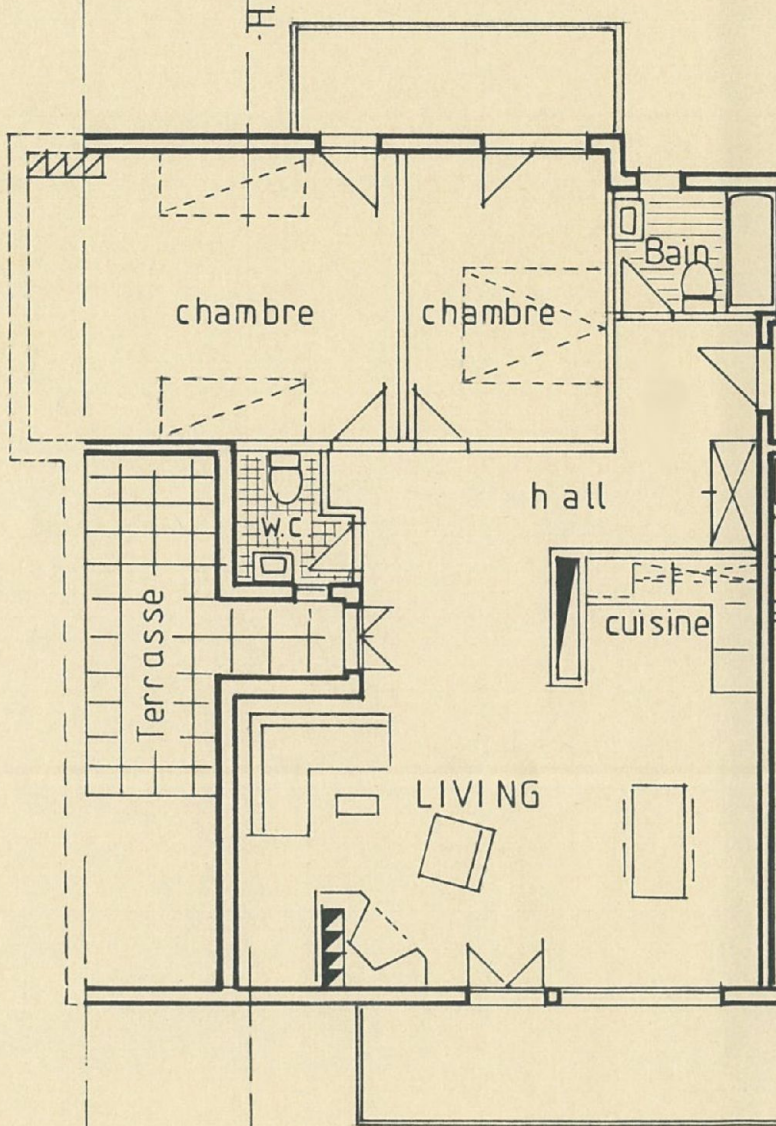 .H.
Bain
chambre
chambre
hall
W.C.
Terrasse
cuisine
LIVING